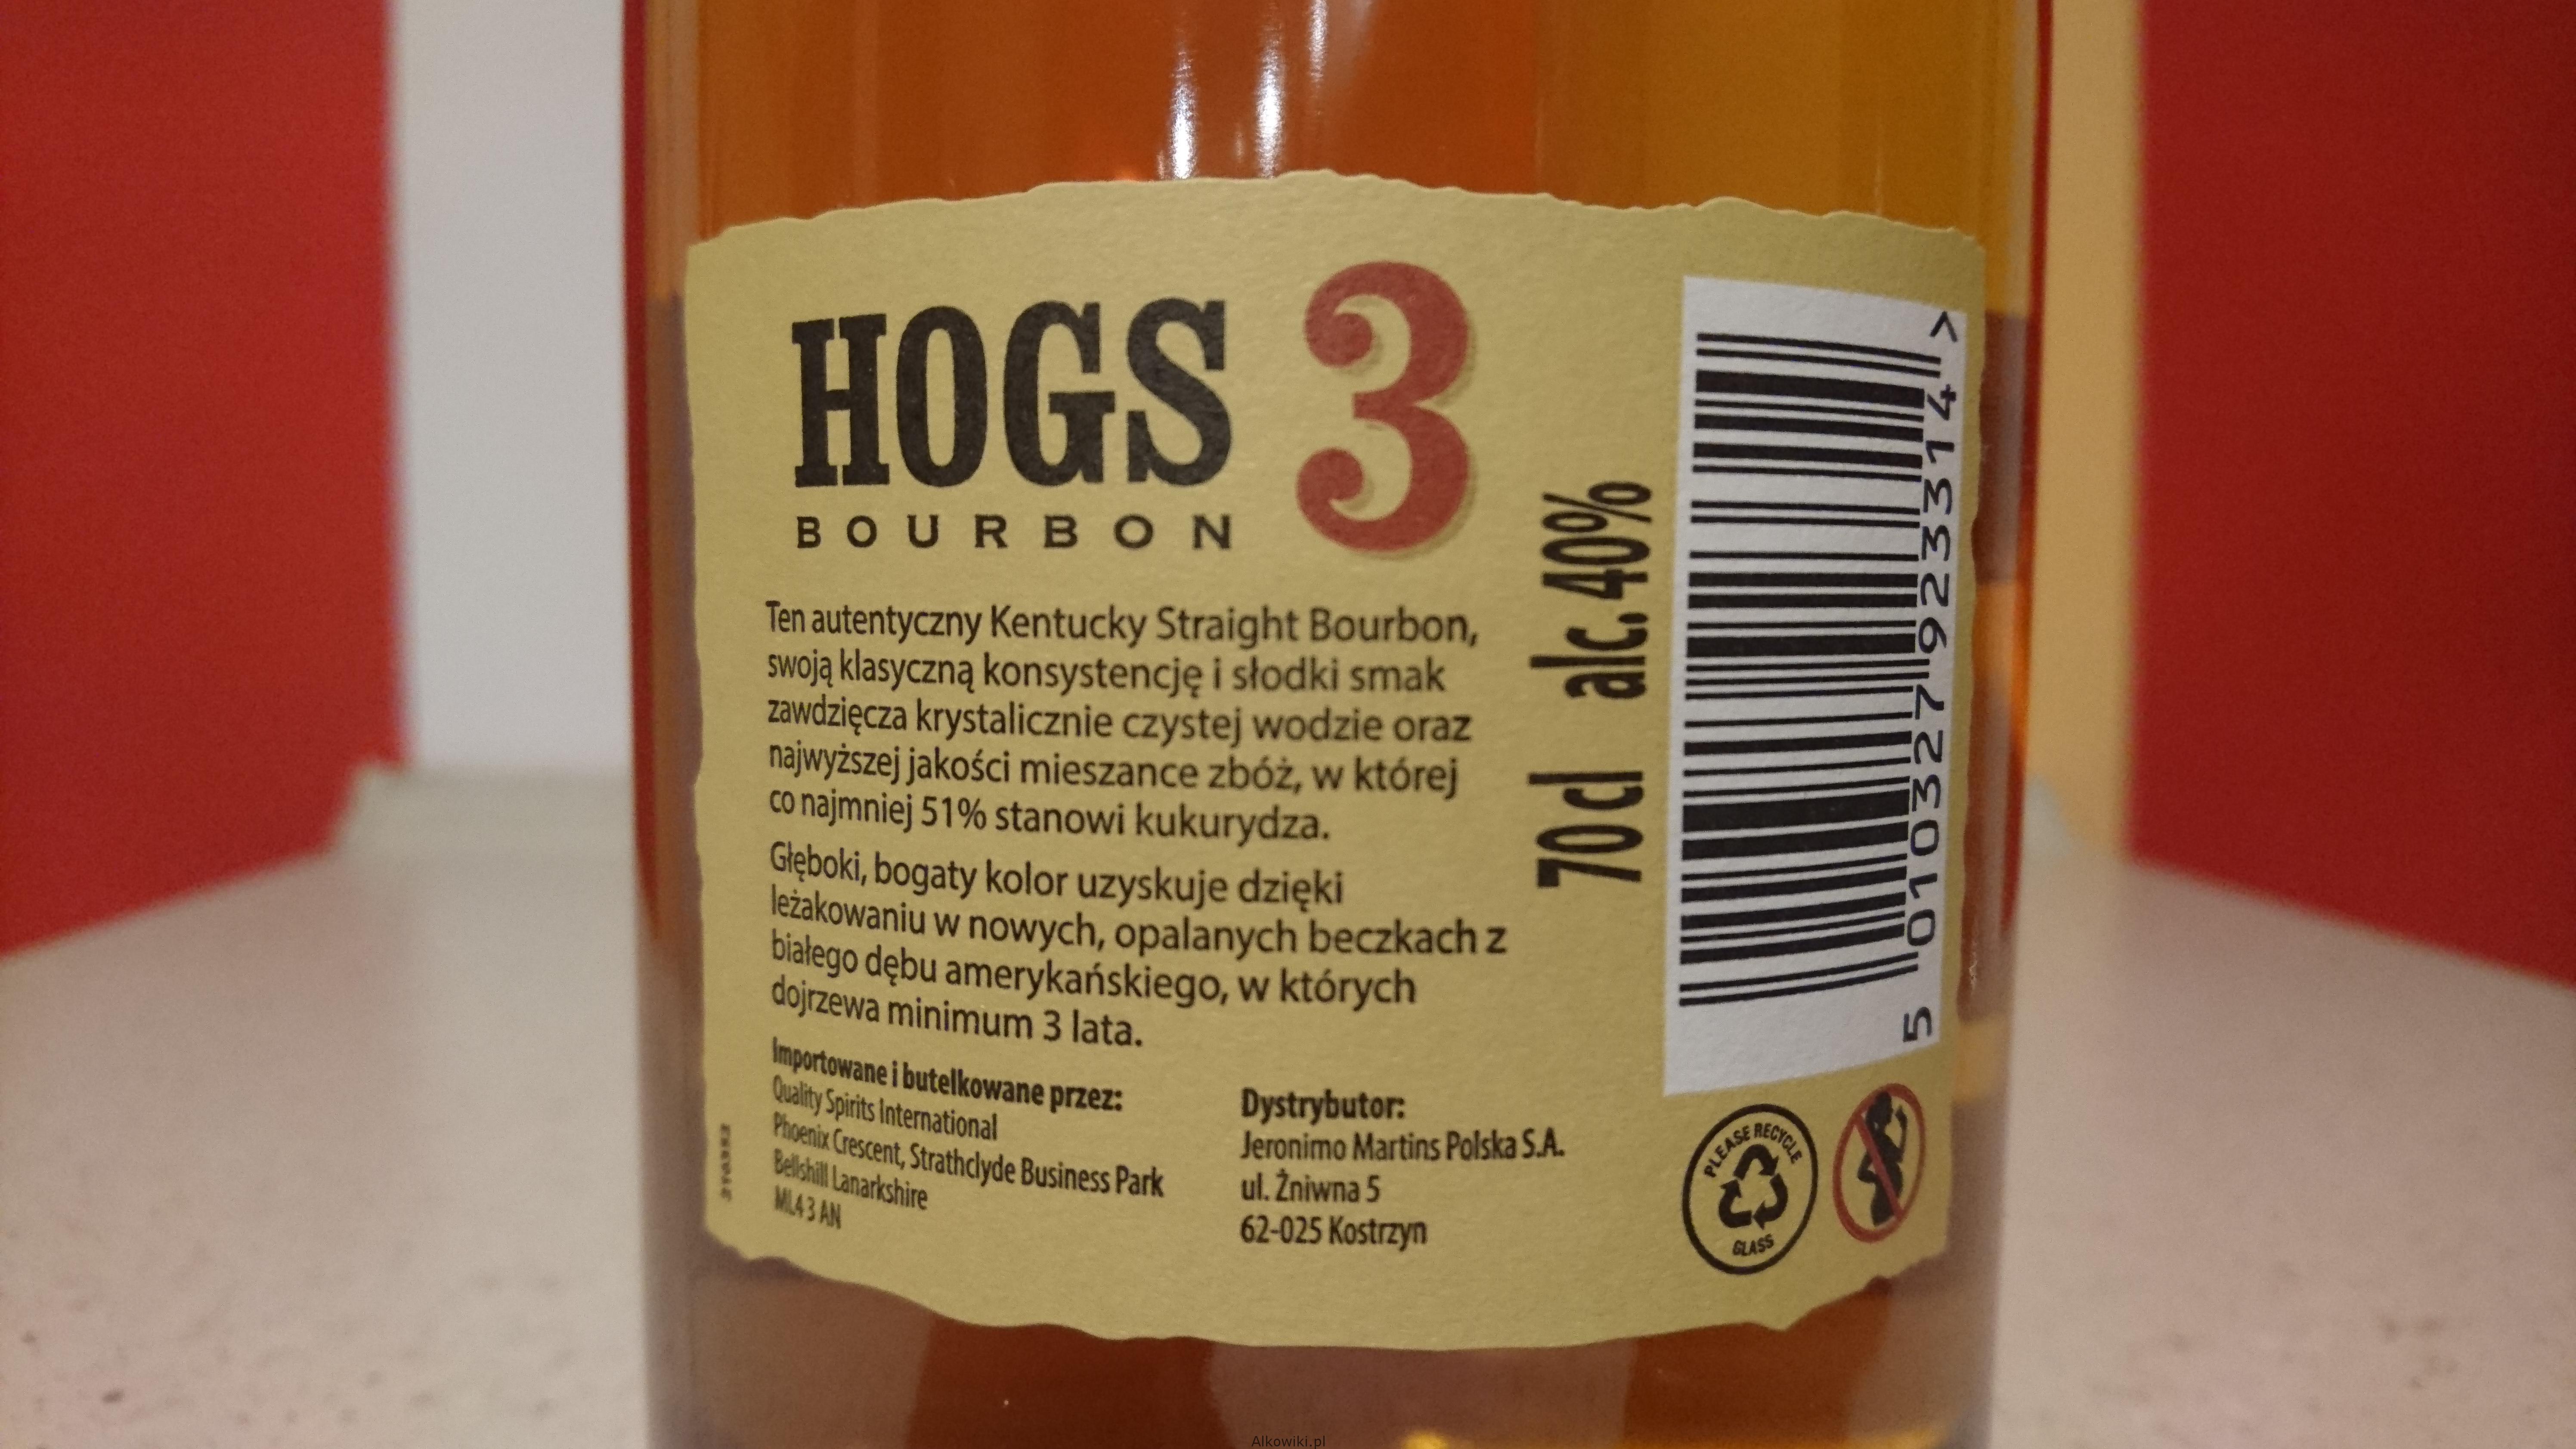 HOGS 3
BOURBON
Ten autentyczny Kentucky Straight Bourbon,
swoją klasyczną konsystencję i słodki smak
zawdzięcza krystalicznie czystej wodzie oraz
najwyższej jakości mieszance zbóż, w której
co najmniej 51% stanowi kukurydza.
Głęboki, bogaty kolor uzyskuje dzięki
leżakowaniu w nowych, opalanych beczkach z
białego dębu amerykańskiego, w których
dojrzewa minimum 3 lata.
Importowane i butelkowane przez:
Quality Spirits International
Phoenix Crescent, Strathclyde Business Park
Bellshill Lanarkshire
ML4 3 AN
Dystrybutor:
Jeronimo Martins Polska S.A.
ul. Żniwna 5
62-025 Kostrzyn
70 cl alc. 40%
5 010327 923314 >
PLEASE RECYCLE
GLASS
Alkowiki.pl